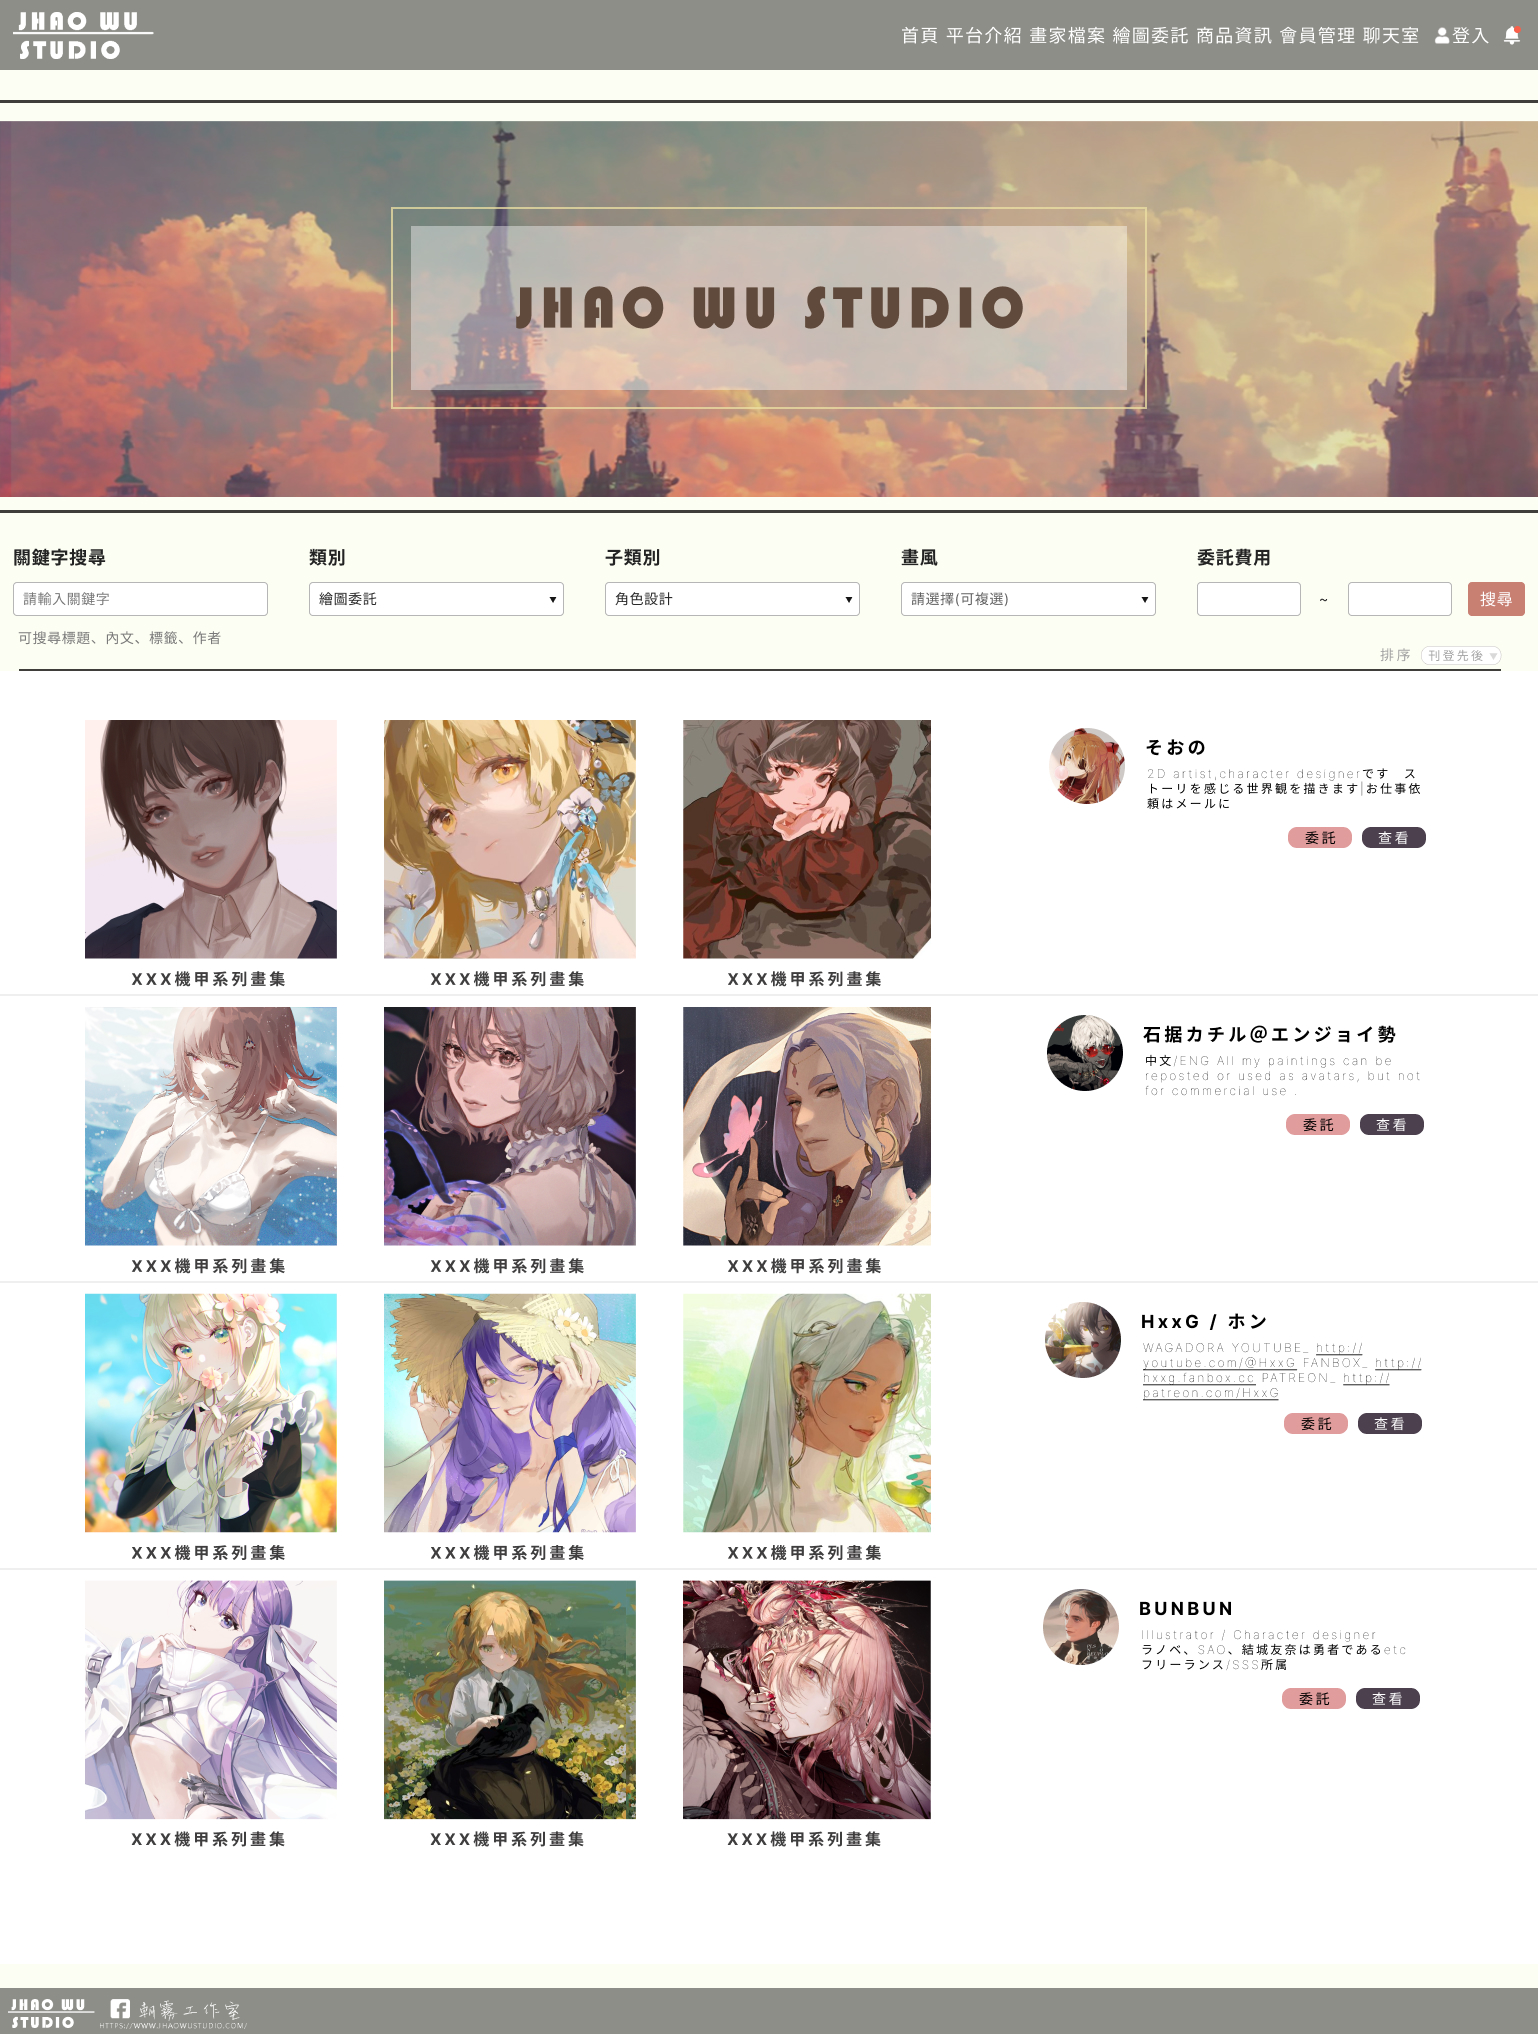 JHAO WU
STUDIO
首頁 平台介紹 畫家檔案 繪圖委託 商品資訊 會員管理 聊天室 登入
JHAO WU STUDIO
關鍵字搜尋 類別 子類別 畫風 委託費用
請輸入關鍵字 繪圖委託 ▼ 角色設計 ▼ 請選擇(可複選) ▼ ~ 搜尋
可搜尋標題、內文、標籤、作者
排序 刊登先後 ▼
XXX機甲系列畫集 XXX機甲系列畫集 XXX機甲系列畫集
そおの
2D artist,character designerです ス
トーリを感じる世界観を描きます|お仕事依
頼はメールに
委託 查看
XXX機甲系列畫集 XXX機甲系列畫集 XXX機甲系列畫集
石据カチル@エンジョイ勢
中文/ENG All my paintings can be
reposted or used as avatars, but not
for commercial use .
委託 查看
XXX機甲系列畫集 XXX機甲系列畫集 XXX機甲系列畫集
HxxG / ホン
WAGADORA YOUTUBE_ http://
youtube.com/@HxxG FANBOX_ http://
hxxg.fanbox.cc PATREON_ http://
patreon.com/HxxG
委託 查看
XXX機甲系列畫集 XXX機甲系列畫集 XXX機甲系列畫集
BUNBUN
Illustrator / Character designer
ラノベ、SAO、結城友奈は勇者であるetc
フリーランス/SSS所属
委託 查看
JHAO WU
STUDIO
朝霧工作室
HTTPS://WWW.JHAOWUSTUDIO.COM/